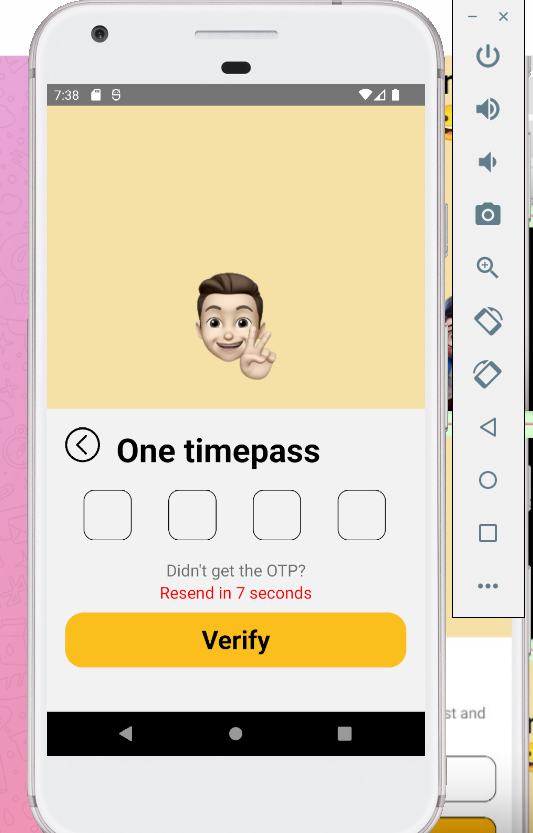 7:38
One timepass
Didn't get the OTP?
Resend in 7 seconds
Verify
st and